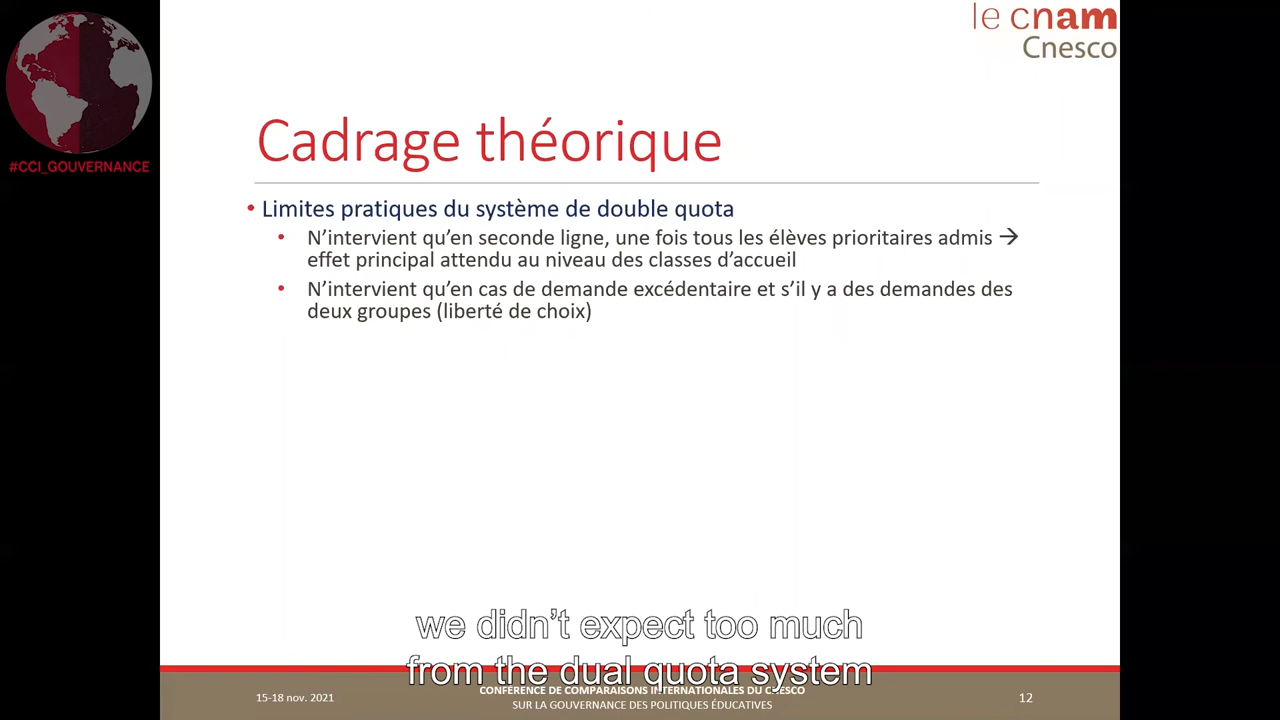 le cnam
Cnesco
#CCI_GOUVERNANCE
Cadrage théorique
• Limites pratiques du système de double quota
• N’intervient qu’en seconde ligne, une fois tous les élèves prioritaires admis →
effet principal attendu au niveau des classes d’accueil
• N’intervient qu’en cas de demande excédentaire et s’il y a des demandes des
deux groupes (liberté de choix)
we didn’t expect too much
from the dual quota system
15-18 nov. 2021
CONFÉRENCE DE COMPARAISONS INTERNATIONALES DU CNESCO
SUR LA GOUVERNANCE DES POLITIQUES ÉDUCATIVES
12